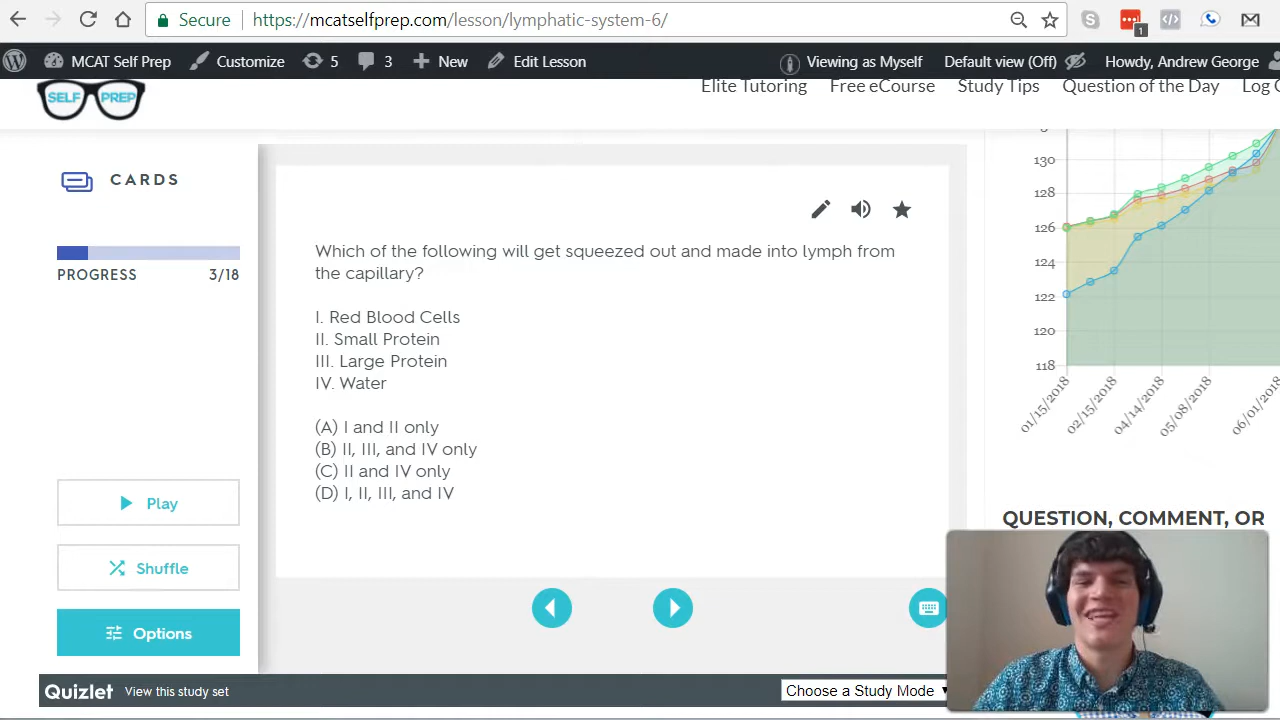 Secure
https://mcatselfprep.com/lesson/lymphatic-system-6/
1
MCAT Self Prep
Customize
5
3
New
Edit Lesson
Viewing as Myself
Default view (Off)
Howdy, Andrew George
SELF PREP
Elite Tutoring
Free eCourse
Study Tips
Question of the Day
Log
CARDS
PROGRESS
3/18
Play
Shuffle
Options
Which of the following will get squeezed out and made into lymph from
the capillary?
I. Red Blood Cells
II. Small Protein
III. Large Protein
IV. Water
(A) I and II only
(B) II, III, and IV only
(C) II and IV only
(D) I, II, III, and IV
130
128
126
124
122
120
118
01/15/2018
02/15/2018
04/14/2018
05/08/2018
06/01/2018
QUESTION, COMMENT, OR
Quizlet
View this study set
Choose a Study Mode